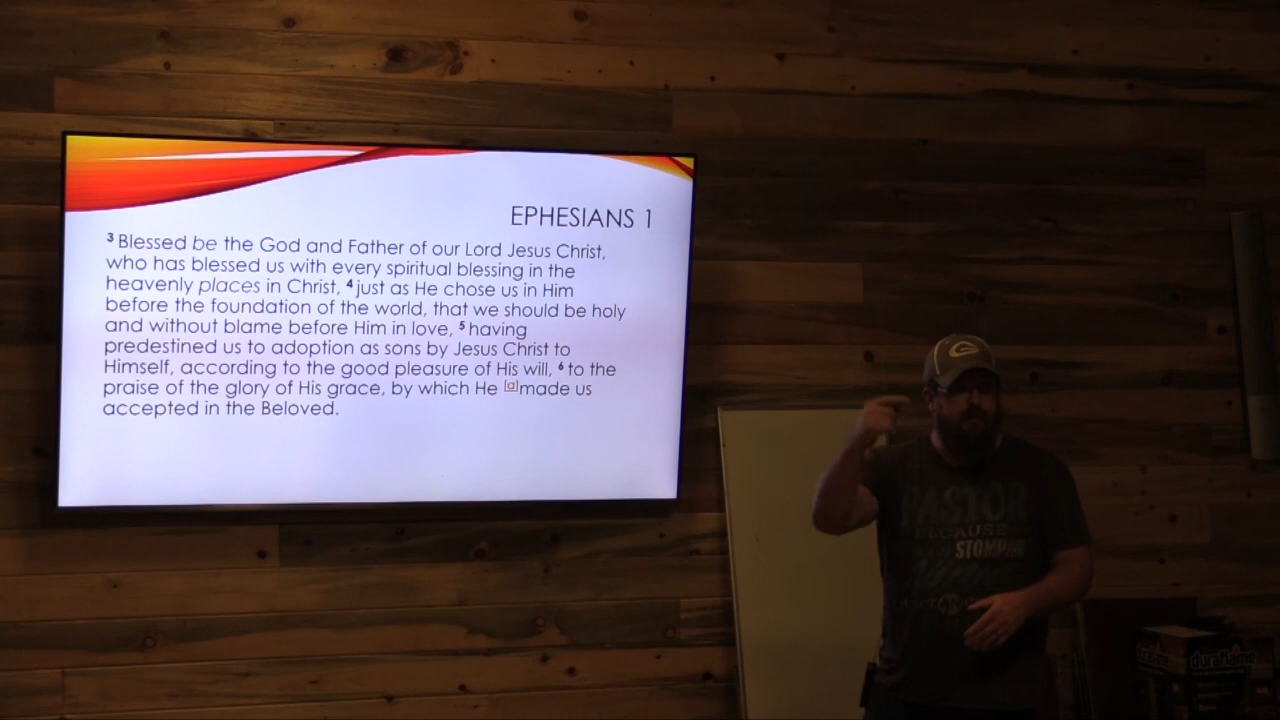 EPHESIANS 1
³ Blessed be the God and Father of our Lord Jesus Christ,
who has blessed us with every spiritual blessing in the
heavenly places in Christ, ⁴ just as He chose us in Him
before the foundation of the world, that we should be holy
and without blame before Him in love, ⁵ having
predestined us to adoption as sons by Jesus Christ to
Himself, according to the good pleasure of His will, ⁶ to the
praise of the glory of His grace, by which He [a]made us
accepted in the Beloved.
G
PASTOR
BECAUSE
duraflame